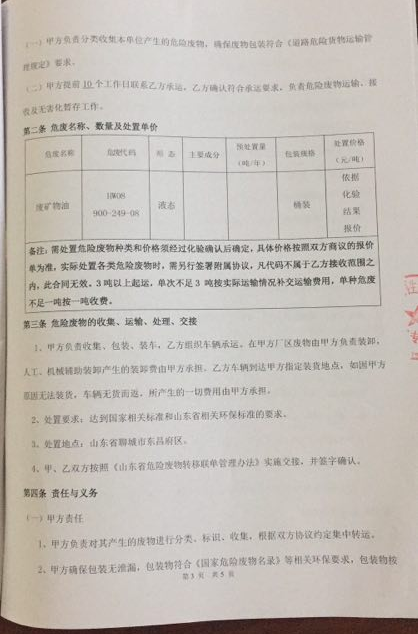 （一）甲方负责分类收集本单位产生的危险废物，确保废物包装符合《道路危险货物运输管
理规定》要求。
（二）甲方提前 10 个工作日联系乙方承运，乙方确认符合承运要求，负责危险废物运输、接
收及无害化暂存工作。
第二条 危废名称、数量及处置单价
危废名称 危废代码 形 态 主要成分 预处置量（吨/年） 包装规格 处置价格（元/吨）
废矿物油 HW08 900-249-08 液态 桶装 依据化验结果报价
备注：需处置危险废物种类和价格须经过化验确认后确定，具体价格按照双方商议的报价
单为准，实际处置各类危险废物时，需另行签署附属协议，凡代码不属于乙方接收范围之
内，此合同无效。3 吨以上起运，单次不足 3 吨按实际运输情况补交运输费用，单种危废
不足一吨按一吨收费。
第三条 危险废物的收集、运输、处理、交接
1、甲方负责收集、包装、装车，乙方组织车辆承运。在甲方厂区废物由甲方负责装卸，
人工、机械辅助装卸产生的装卸费由甲方承担。乙方车辆到达甲方指定装货地点，如因甲方
原因无法装货，车辆无货而返，所产生的一切费用由甲方承担。
2、处置要求：达到国家相关标准和山东省相关环保标准的要求。
3、处置地点：山东省聊城市东昌府区。
4、甲、乙双方按照《山东省危险废物转移联单管理办法》实施交接，并签字确认。
第四条 责任与义务
（一）甲方责任
1、甲方负责对其产生的废物进行分类、标识、收集，根据双方协议约定集中转运。
2、甲方确保包装无泄漏，包装物符合《国家危险废物名录》等相关环保要求，包装物按
第 3 页 共 5 页